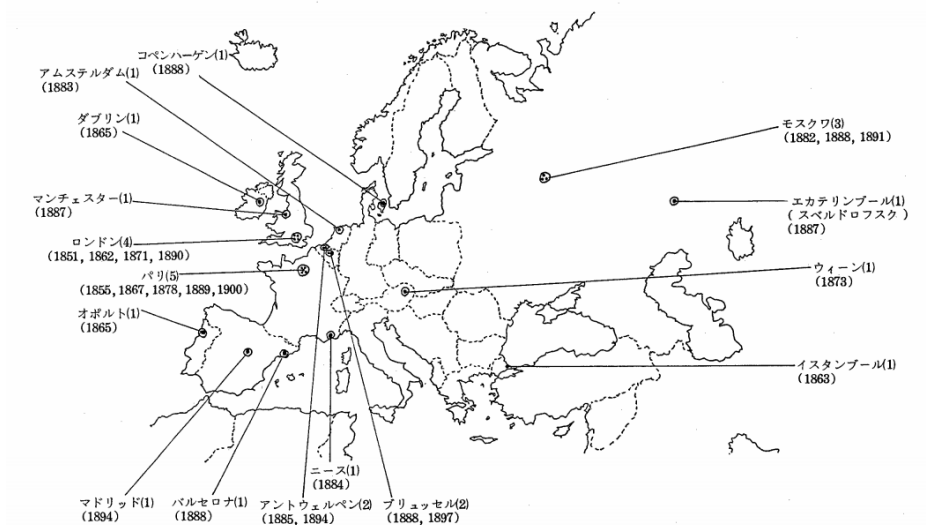 コペンハーゲン(1)
(1888)
アムステルダム(1)
(1883)
ダブリン(1)
(1865)
マンチェスター(1)
(1887)
ロンドン(4)
(1851, 1862, 1871, 1890)
パリ(5)
(1855, 1867, 1878, 1889, 1900)
オポルト(1)
(1865)
モスクワ(3)
(1882, 1888, 1891)
エカテリンブール(1)
(スベルドロフスク)
(1887)
ウィーン(1)
(1873)
イスタンブール(1)
(1863)
ニース(1)
(1884)
マドリッド(1)
(1894)
バルセロナ(1)
(1888)
アントウェルペン(2)
(1885, 1894)
ブリュッセル(2)
(1888, 1897)